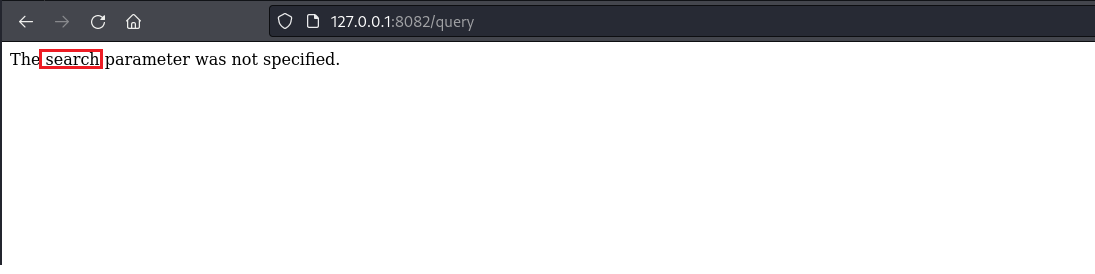 127.0.0.1:8082/query
The search parameter was not specified.